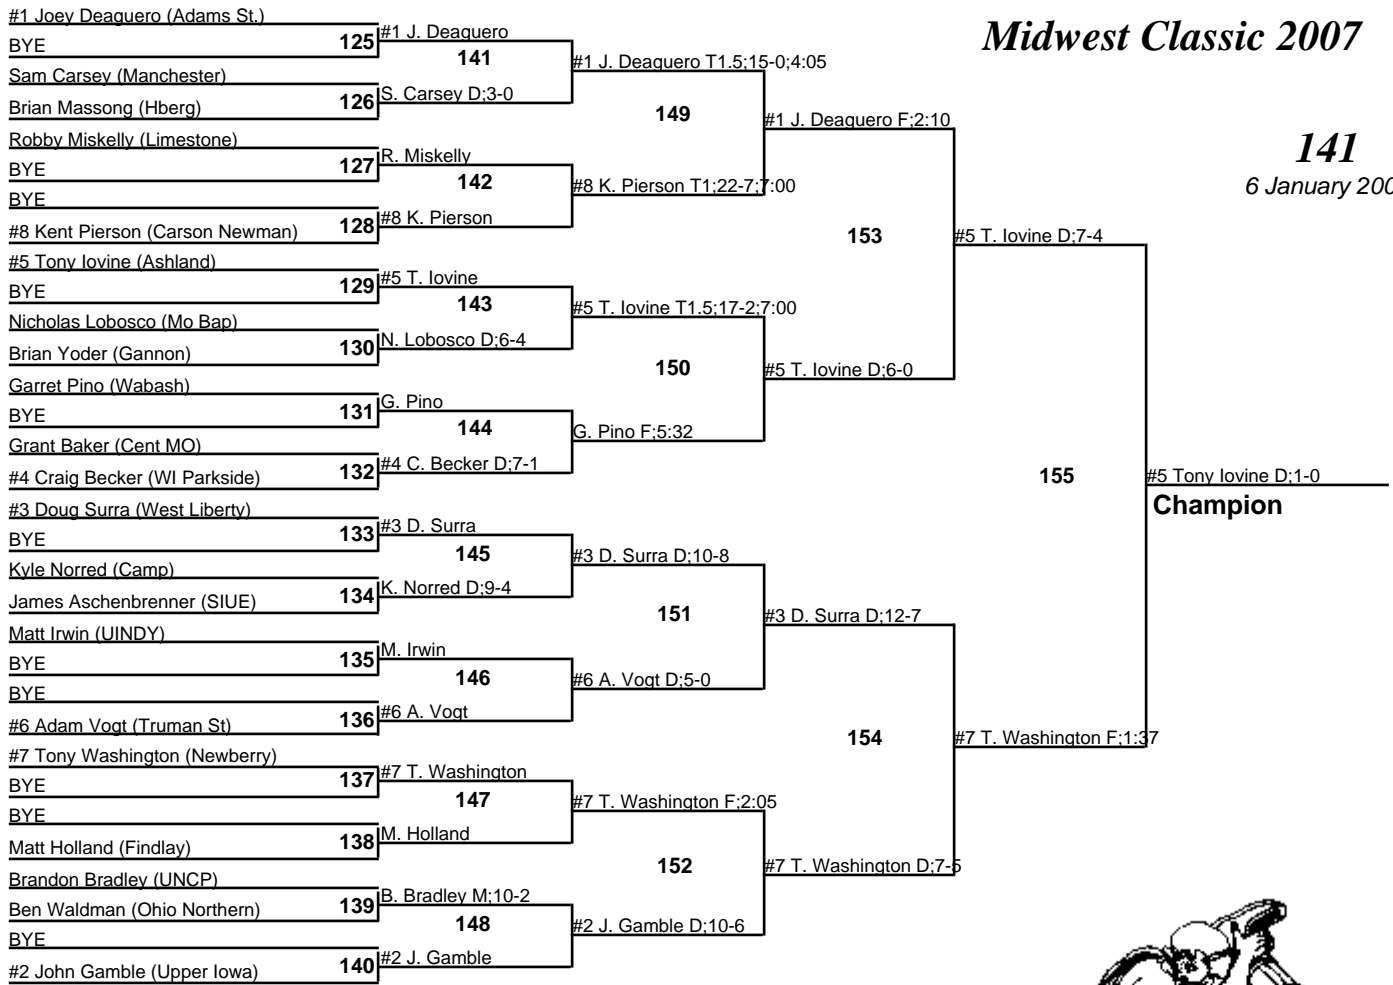 Midwest Classic 2007
141
6 January 200
#1 Joey Deaguero (Adams St.)
BYE
125
Sam Carsey (Manchester)
Brian Massong (Hberg)
126
Robby Miskelly (Limestone)
BYE
127
BYE
#8 Kent Pierson (Carson Newman)
128
#5 Tony Iovine (Ashland)
BYE
129
Nicholas Lobosco (Mo Bap)
Brian Yoder (Gannon)
130
Garret Pino (Wabash)
BYE
131
Grant Baker (Cent MO)
#4 Craig Becker (WI Parkside)
132
#3 Doug Surra (West Liberty)
BYE
133
Kyle Norred (Camp)
James Aschenbrenner (SIUE)
134
Matt Irwin (UINDY)
BYE
135
BYE
#6 Adam Vogt (Truman St)
136
#7 Tony Washington (Newberry)
BYE
137
BYE
Matt Holland (Findlay)
138
Brandon Bradley (UNCP)
Ben Waldman (Ohio Northern)
139
BYE
#2 John Gamble (Upper Iowa)
140
#1 J. Deaguero
141
S. Carsey D;3-0
R. Miskelly
142
#8 K. Pierson
#5 T. Iovine
143
N. Lobosco D;6-4
G. Pino
144
#4 C. Becker D;7-1
#3 D. Surra
145
K. Norred D;9-4
M. Irwin
146
#6 A. Vogt
#7 T. Washington
147
M. Holland
B. Bradley M;10-2
148
#2 J. Gamble
#1 J. Deaguero T1.5;15-0;4:05
149
#8 K. Pierson T1;22-7;7:00
#5 T. Iovine T1.5;17-2;7:00
150
G. Pino F;5:32
#3 D. Surra D;10-8
151
#6 A. Vogt D;5-0
#7 T. Washington F;2:05
152
#2 J. Gamble D;10-6
#1 J. Deaguero F;2:10
153
#5 T. Iovine D;6-0
#3 D. Surra D;12-7
154
#7 T. Washington D;7-5
#5 T. Iovine D;7-4
155
#7 T. Washington F;1:37
#5 Tony Iovine D;1-0
Champion